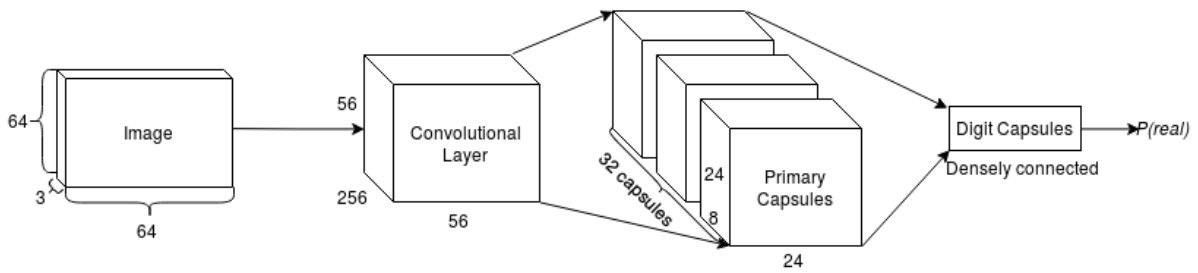 64
3
64
Image
56
256
56
Convolutional
Layer
32 capsules
24
8
24
Primary
Capsules
Digit Capsules
Densely connected
P(real)